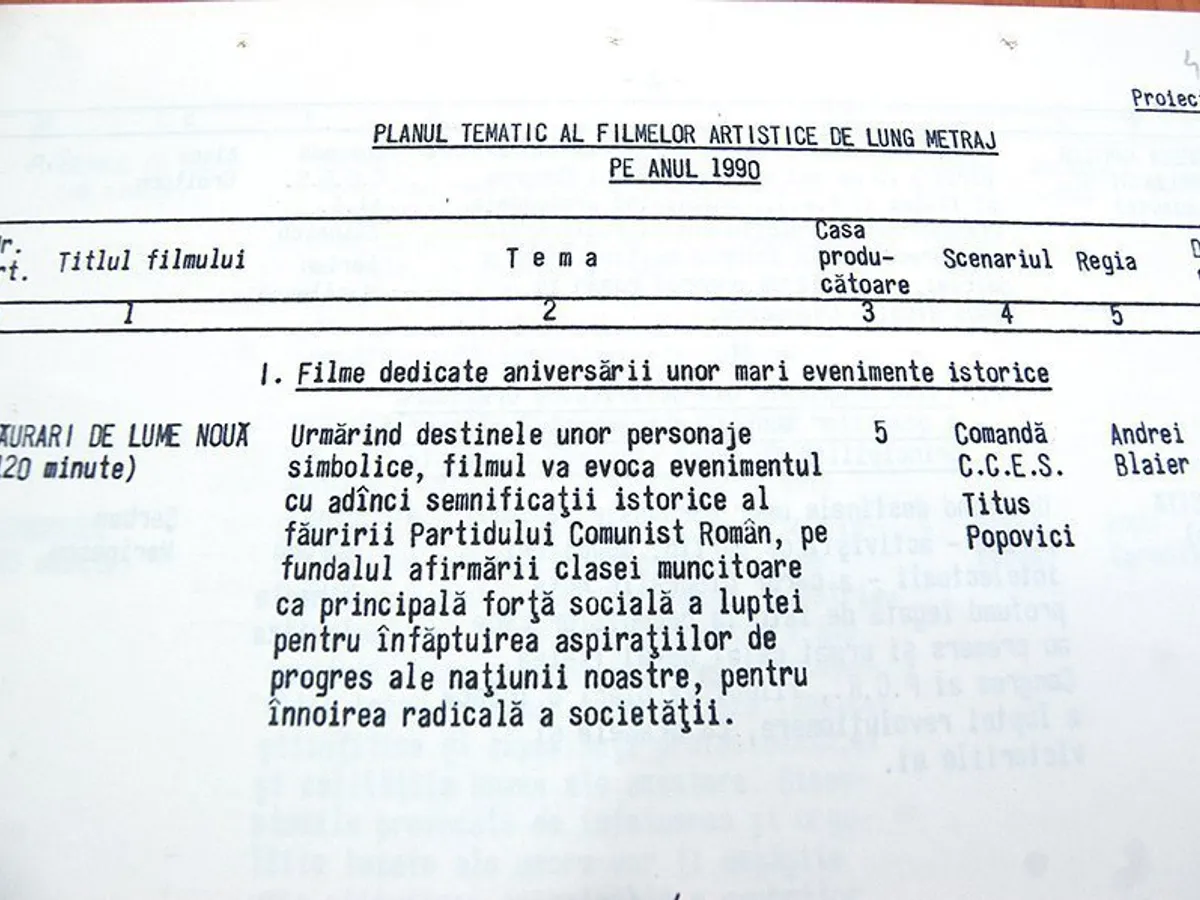 Proiec
PLANUL TEMATIC AL FILMELOR ARTISTICE DE LUNG METRAJ
PE ANUL 1990
Titlul filmului
T e m a
Casa
produ-
cătoare
Scenariul
Regia
1 2 3 4 5
I. Filme dedicate aniversării unor mari evenimente istorice
ĂURARI DE LUME NOUĂ
120 minute)
Urmărind destinele unor personaje
simbolice, filmul va evoca evenimentul
cu adînci semnificaţii istorice al
făuririi Partidului Comunist Român, pe
fundalul afirmării clasei muncitoare
ca principală forţă socială a luptei
pentru înfăptuirea aspiraţiilor de
progres ale naţiunii noastre, pentru
înnoirea radicală a societăţii.
5
Comandă
C.C.E.S.
Titus
Popovici
Andrei
Blaier